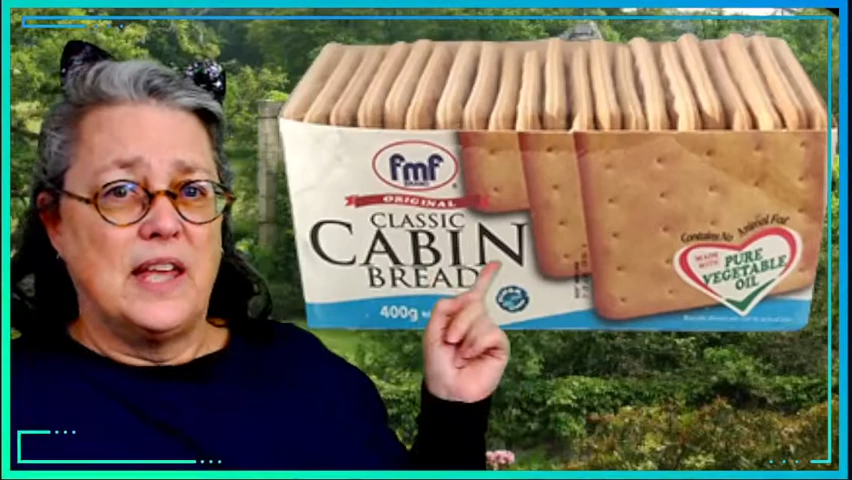 fmf
ORIGINAL
CLASSIC
CABIN
BREAD
400g
Contains No Animal Fat
MADE
WITH
PURE
VEGETABLE
OIL